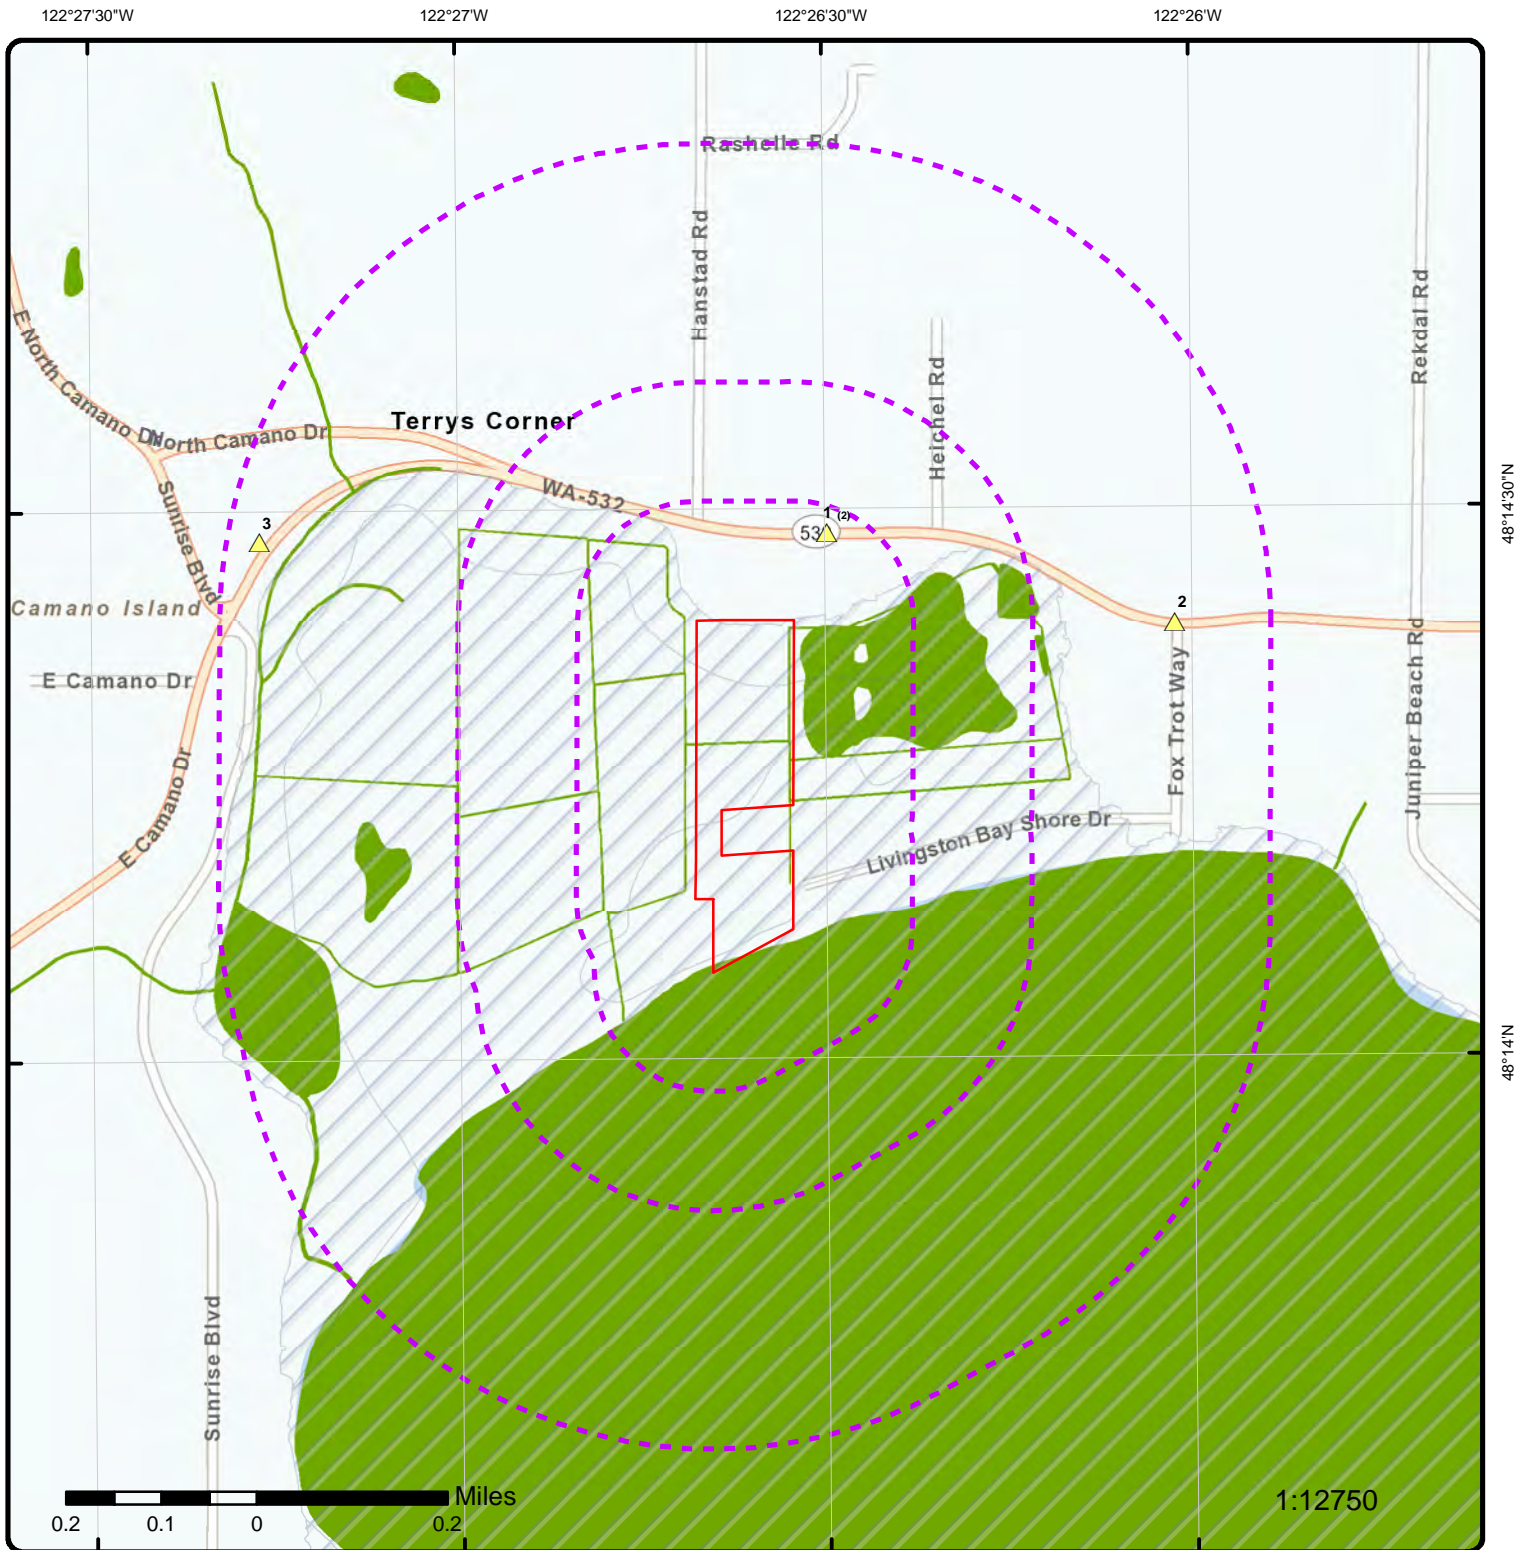 122°27'30"W
122°27'W
122°26'30"W
122°26'W
Rashelle Rd
Hanstad Rd
Rekdal Rd
E North Camano Dr
North Camano Dr
Terrys Corner
Heichel Rd
WA-532
48°14'30"N
Sunrise Blvd
3
1 (2)
53
2
Camano Island
E Camano Dr
Fox Trot Way
Juniper Beach Rd
E Camano Dr
Livingston Bay Shore Dr
48°14'N
Sunrise Blvd
Miles
0.2 0.1 0 0.2
1:12750